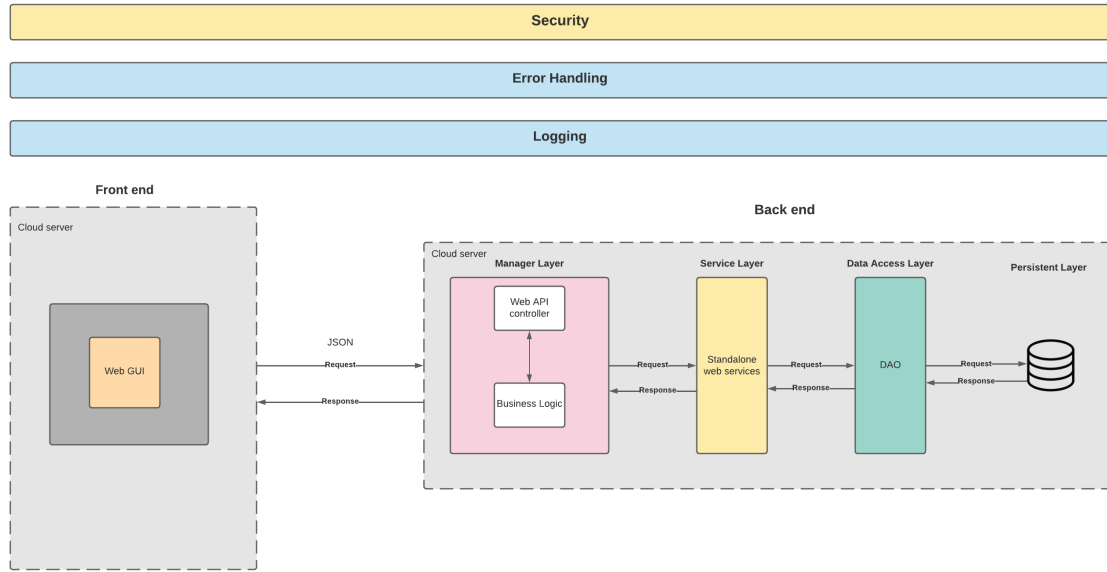 Security
Error Handling
Logging
Front end
Back end
Cloud server
Cloud server
Manager Layer
Service Layer
Data Access Layer
Persistent Layer
Web API
controller
JSON
Web GUI
Request
Request
Standalone
web services
Request
DAO
Request
Response
Response
Response
Response
Business Logic